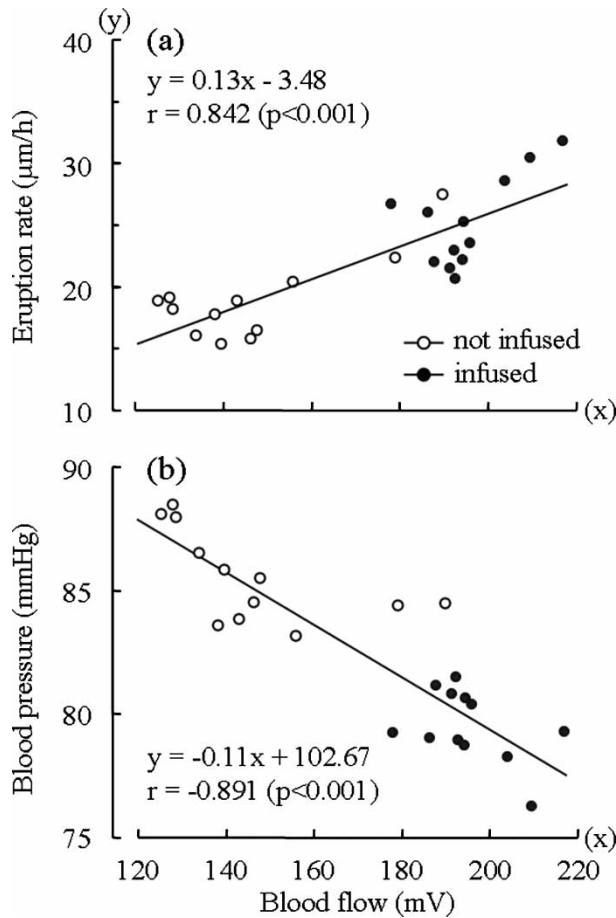 (y)
40
(a)
y = 0.13x - 3.48
r = 0.842 (p<0.001)
30
Eruption rate (µm/h)
20
not infused
infused
10
(x)
90
(b)
85
Blood pressure (mmHg)
80
y = -0.11x + 102.67
r = -0.891 (p<0.001)
75
(x)
120 140 160 180 200 220
Blood flow (mV)